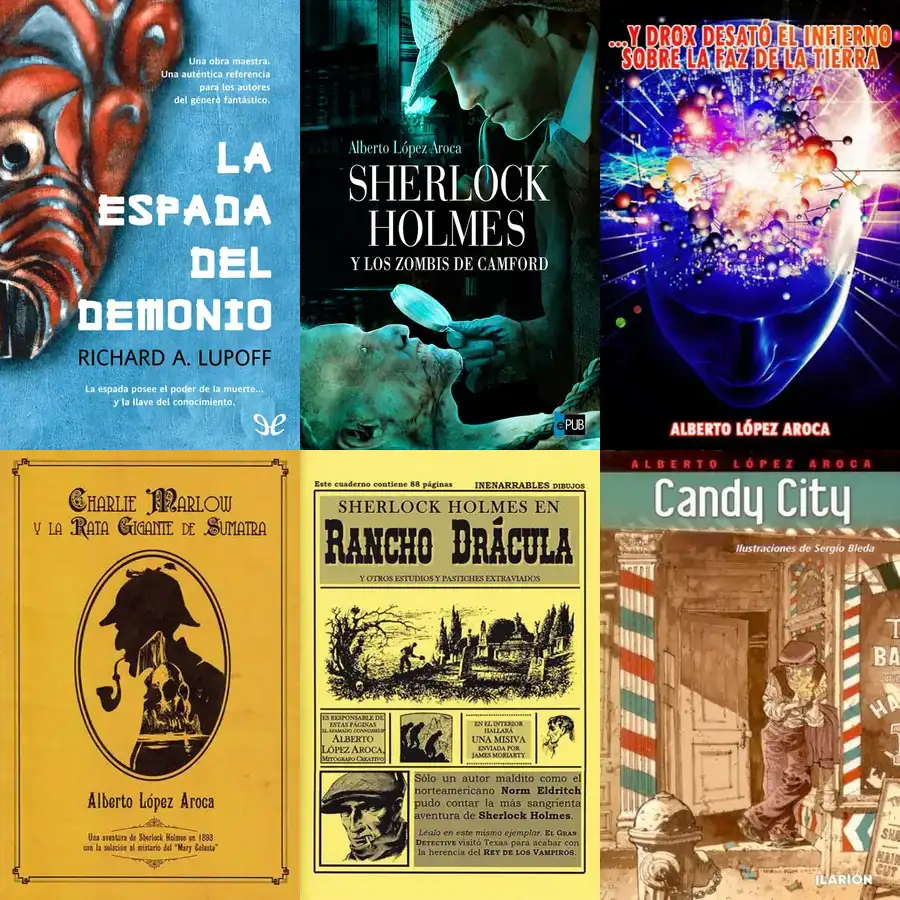 Una obra maestra.
Una auténtica referencia
para los autores
del género fantástico.
LA
ESPADA
DEL
DEMONIO
RICHARD A. LUPOFF
La espada posee el poder de la muerte...
y la llave del conocimiento.
Alberto López Aroca
SHERLOCK
HOLMES
Y LOS ZOMBIS DE CAMFORD
ePUB
...Y DROX DESATÓ EL INFIERNO
SOBRE LA FAZ DE LA TIERRA
ALBERTO LÓPEZ AROCA
CHARLIE MARLOW
Y LA RATA GIGANTE DE SUMATRA
Alberto López Aroca
Una aventura de Sherlock Holmes en 1893
con la solución al misterio del "Mary Celeste"
Este cuaderno contiene 88 páginas
INENARRABLES DIBUJOS
SHERLOCK HOLMES EN
RANCHO DRÁCULA
Y OTROS ESTUDIOS Y PASTICHES EXTRAVIADOS
ES RESPONSABLE DE
ESTAS PÁGINAS
EL AFAMADO CONNOISSEUR
ALBERTO
LÓPEZ AROCA,
MITÓGRAFO CREATIVO
EN EL INTERIOR
HALLARÁ
UNA MISIVA
ENVIADA POR
JAMES MORIARTY
Sólo un autor maldito como el
norteamericano Norm Eldritch
pudo contar la más sangrienta
aventura de Sherlock Holmes.
Léalo en este mismo ejemplar. EL GRAN
DETECTIVE visitó Texas para acabar con
la herencia del REY DE LOS VAMPIROS.
ALBERTO LÓPEZ AROCA
Candy City
Ilustraciones de Sergio Bleda
HAIR
CUT
ILARIÓN